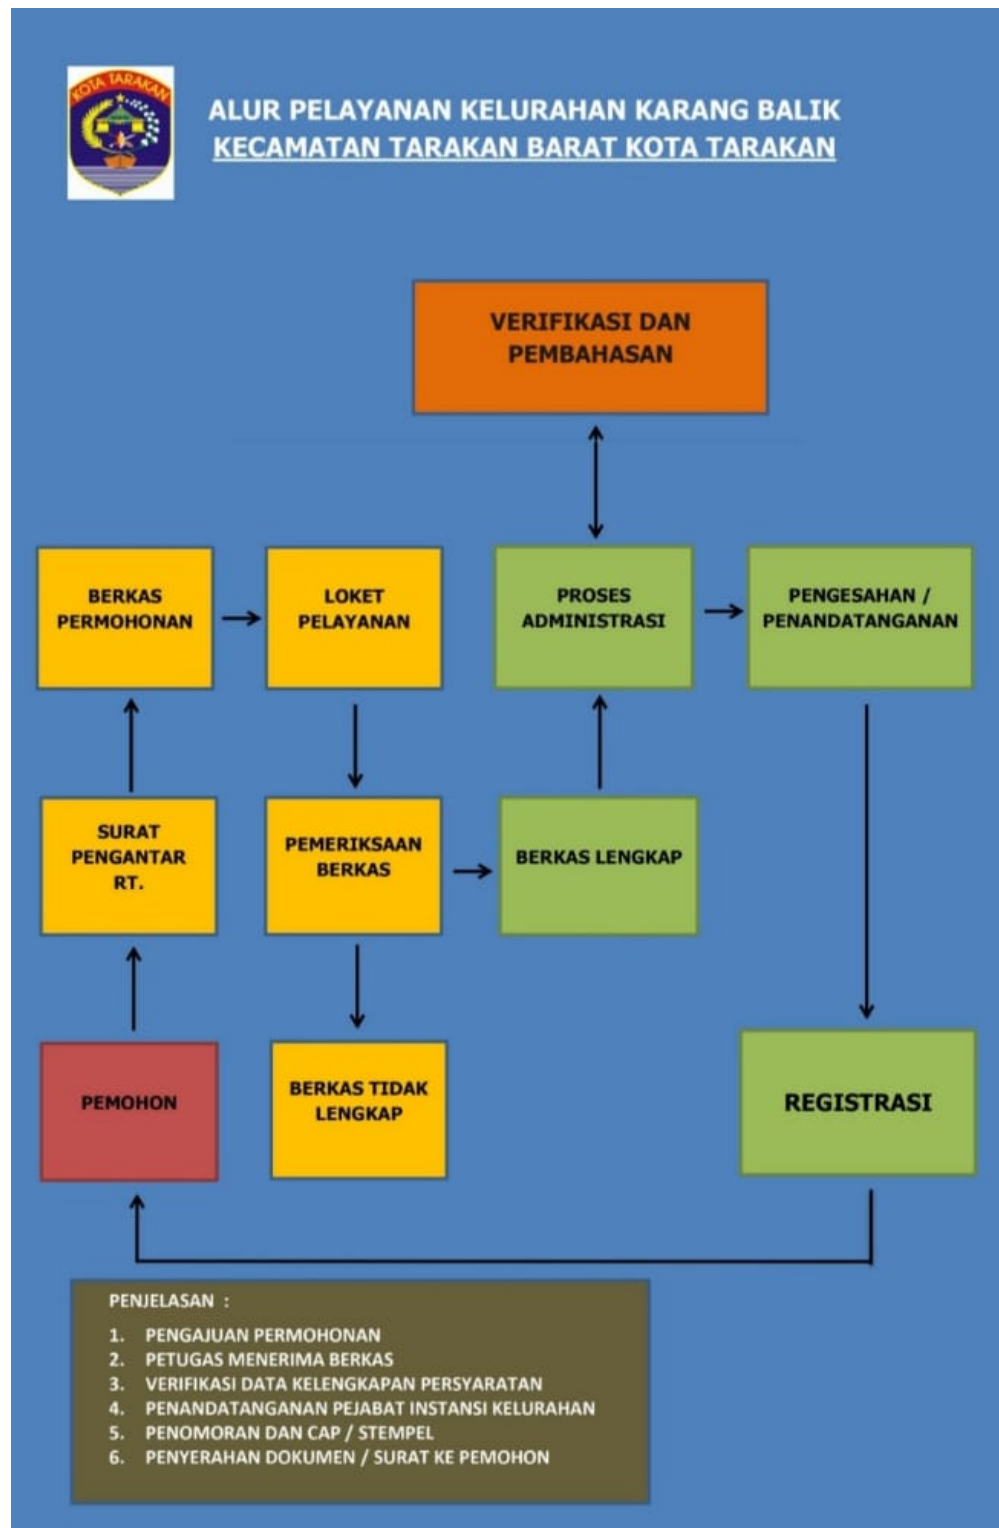 KOTA TARAKAN
ALUR PELAYANAN KELURAHAN KARANG BALIK
KECAMATAN TARAKAN BARAT KOTA TARAKAN
VERIFIKASI DAN
PEMBAHASAN
BERKAS
PERMOHONAN
LOKET
PELAYANAN
PROSES
ADMINISTRASI
PENGESAHAN /
PENANDATANGANAN
SURAT
PENGANTAR
RT.
PEMERIKSAAN
BERKAS
BERKAS LENGKAP
PEMOHON
BERKAS TIDAK
LENGKAP
REGISTRASI
PENJELASAN :
1. PENGAJUAN PERMOHONAN
2. PETUGAS MENERIMA BERKAS
3. VERIFIKASI DATA KELENGKAPAN PERSYARATAN
4. PENANDATANGANAN PEJABAT INSTANSI KELURAHAN
5. PENOMORAN DAN CAP / STEMPEL
6. PENYERAHAN DOKUMEN / SURAT KE PEMOHON